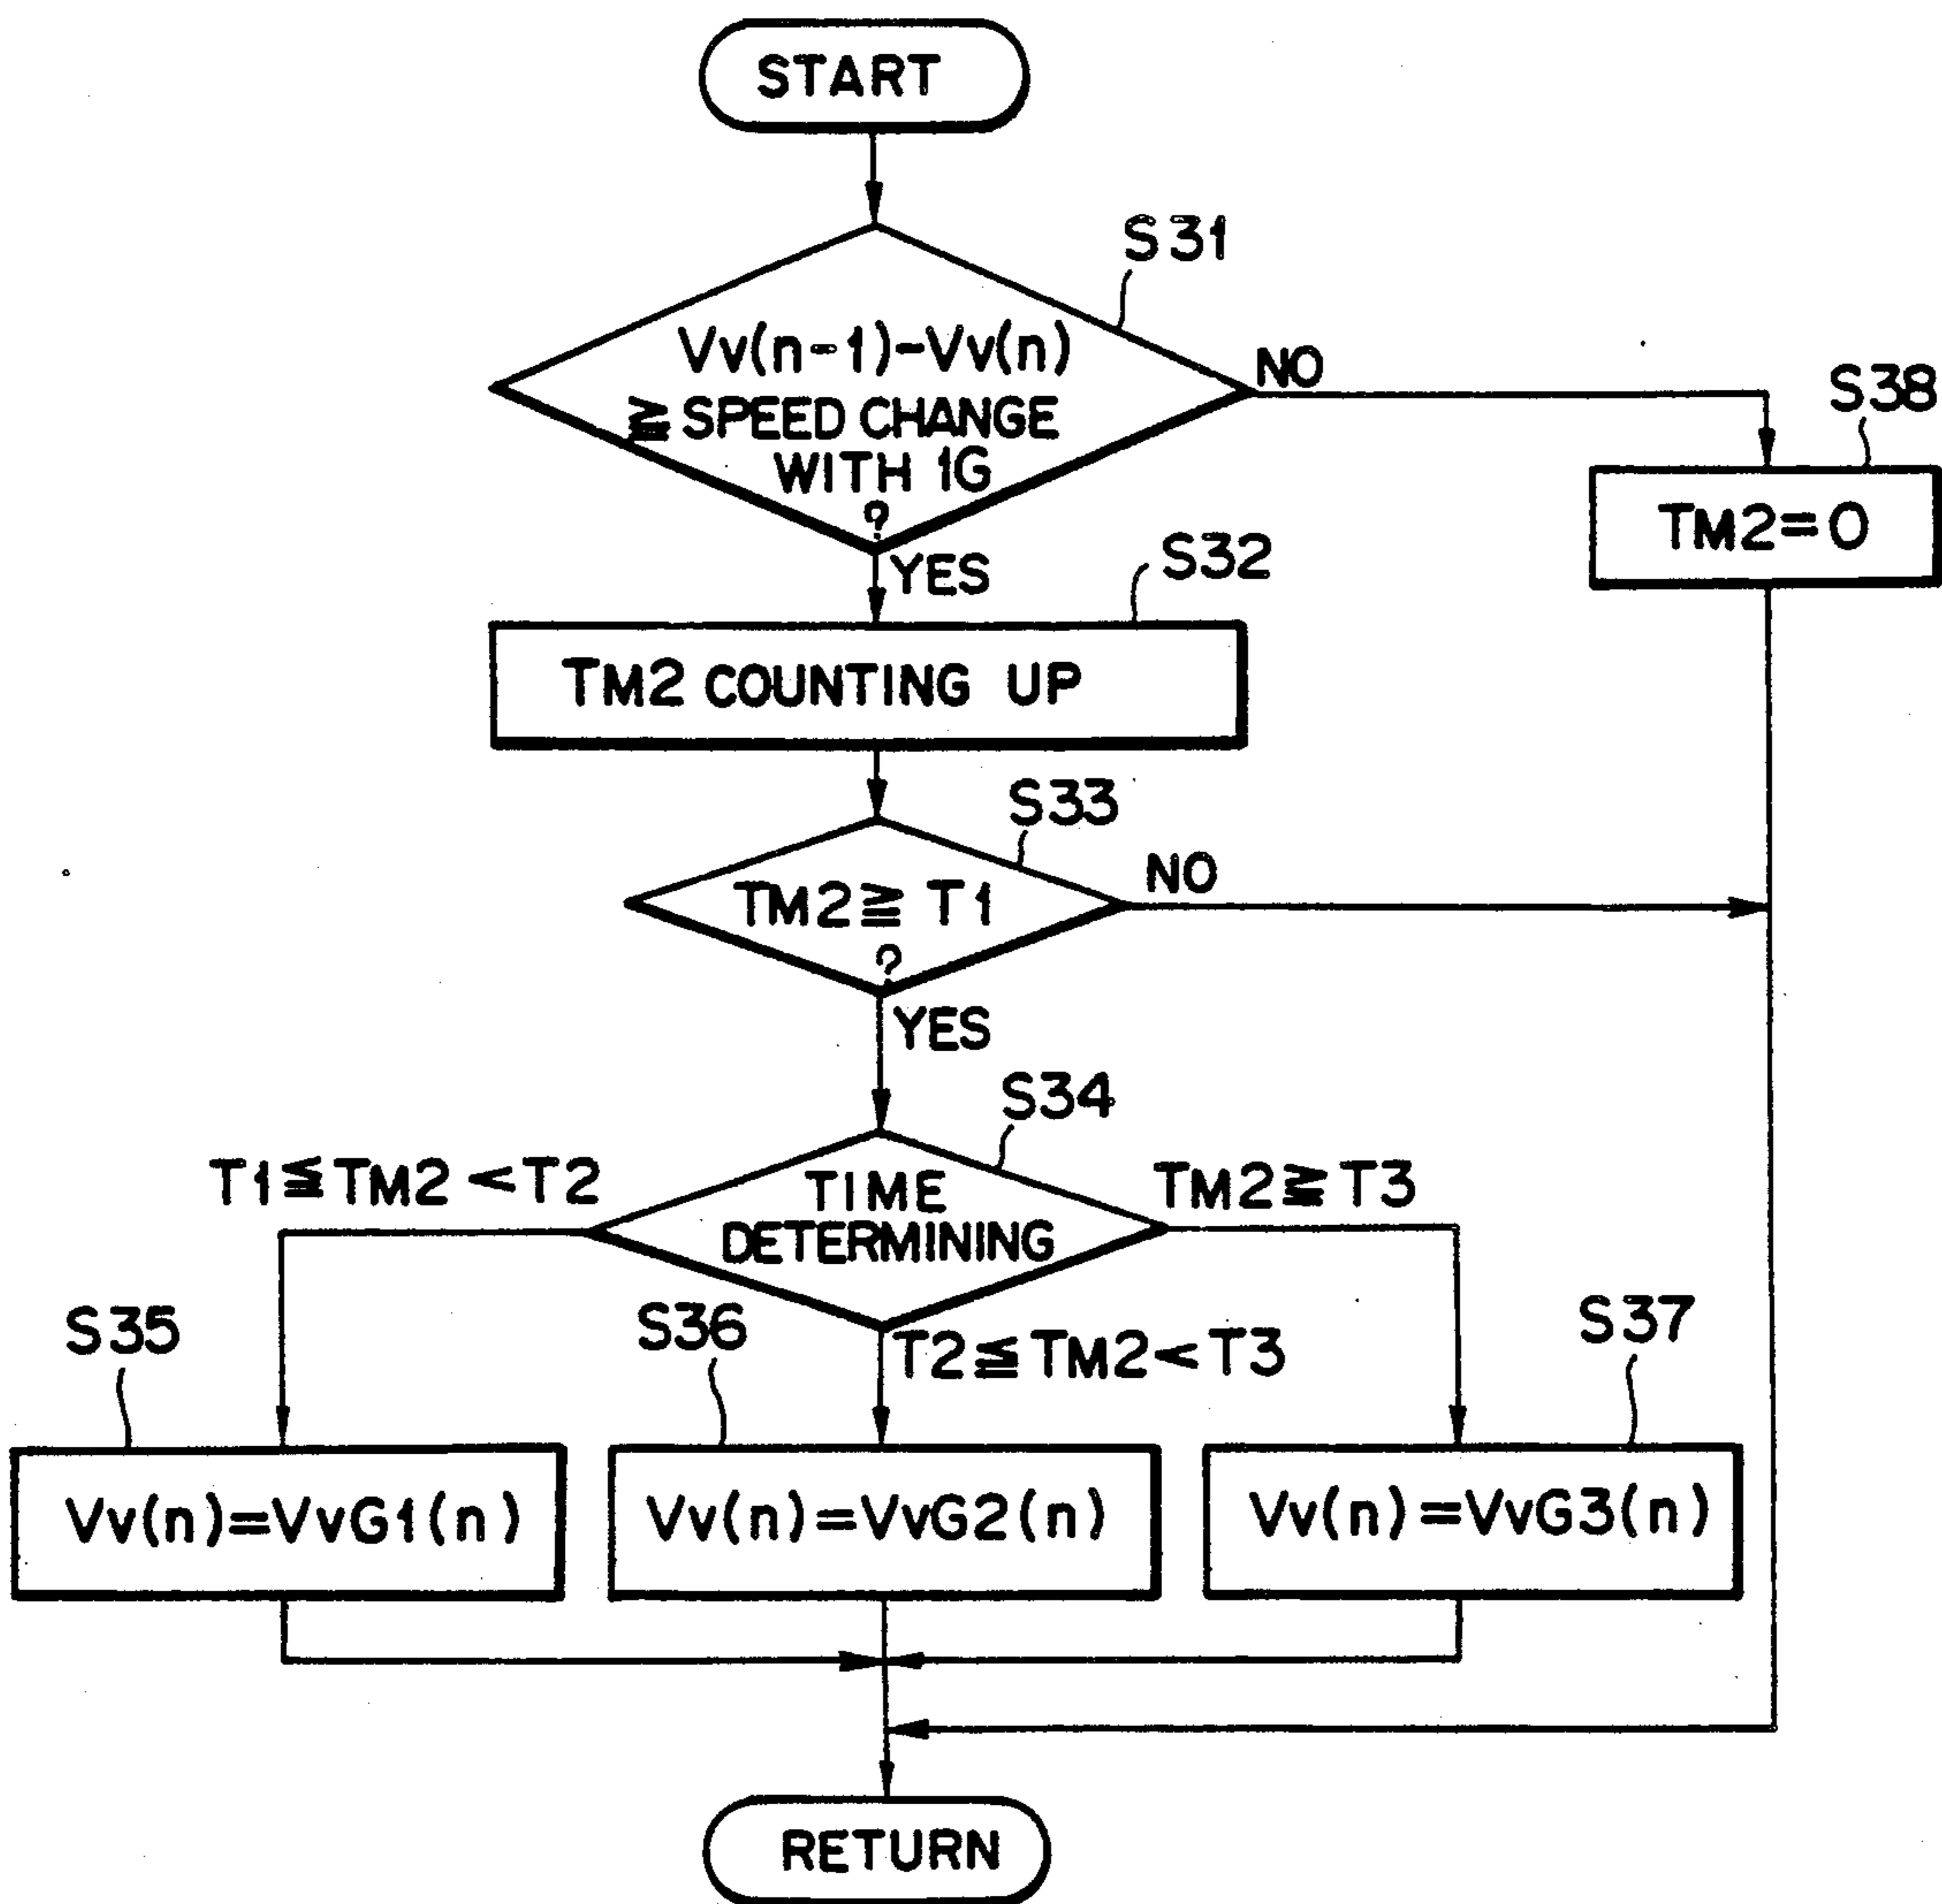 START
S31
Vv(n-1)-Vv(n)
≧ SPEED CHANGE
WITH 1G
?
NO
S38
TM2=0
YES
S32
TM2 COUNTING UP
S33
TM2≧ T1
?
NO
YES
S34
T1≦TM2<T2
TIME
DETERMINING
TM2≧T3
S35
S36
T2≦TM2<T3
S37
Vv(n)=VvG1(n)
Vv(n)=VvG2(n)
Vv(n)=VvG3(n)
RETURN